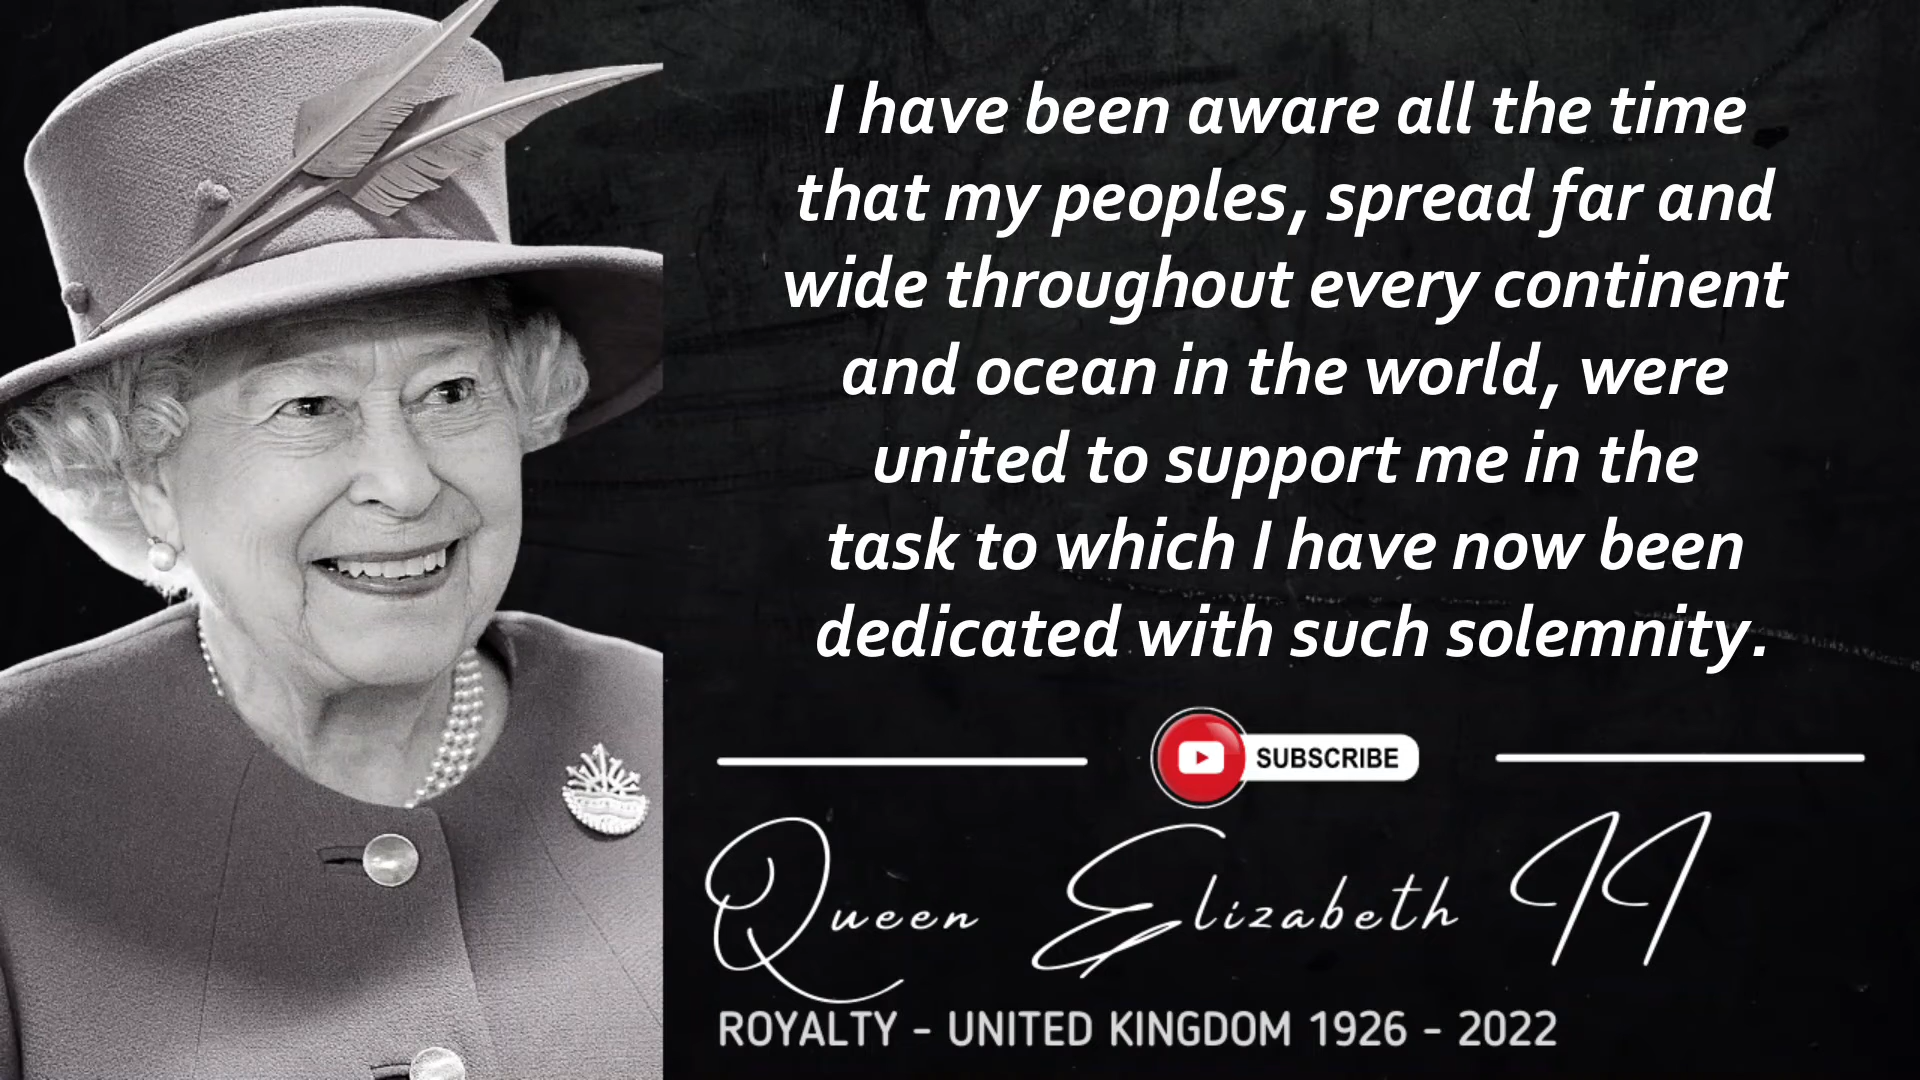 I have been aware all the time
that my peoples, spread far and
wide throughout every continent
and ocean in the world, were
united to support me in the
task to which I have now been
dedicated with such solemnity.
SUBSCRIBE
Queen Elizabeth II
ROYALTY - UNITED KINGDOM 1926 - 2022